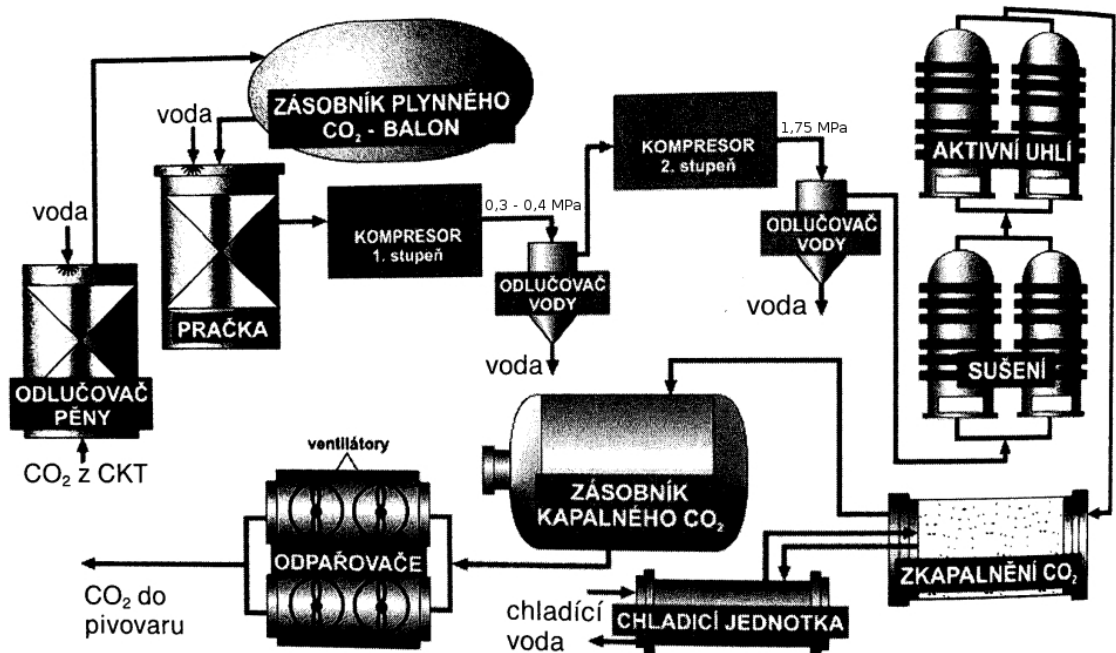 ZÁSOBNÍK PLYNNÉHO
CO₂ - BALON
voda
voda
PRAČKA
ODLUČOVAČ
PĚNY
CO₂ z CKT
KOMPRESOR
1. stupeň
0,3 - 0,4 MPa
ODLUČOVAČ
VODY
voda
KOMPRESOR
2. stupeň
1,75 MPa
ODLUČOVAČ
VODY
voda
AKTIVNÍ UHLÍ
SUŠENÍ
ZKAPALNĚNÍ CO₂
chladící
voda
CHLADICÍ JEDNOTKA
ZÁSOBNÍK
KAPALNÉHO CO₂
ventilátory
ODPAŘOVAČE
CO₂ do
pivovaru